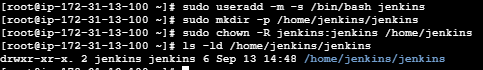 [root@ip-172-31-13-100 ~]# sudo useradd -m -s /bin/bash jenkins
[root@ip-172-31-13-100 ~]# sudo mkdir -p /home/jenkins/jenkins
[root@ip-172-31-13-100 ~]# sudo chown -R jenkins:jenkins /home/jenkins
[root@ip-172-31-13-100 ~]# ls -ld /home/jenkins/jenkins
drwxr-xr-x. 2 jenkins jenkins 6 Sep 13 14:48 /home/jenkins/jenkins